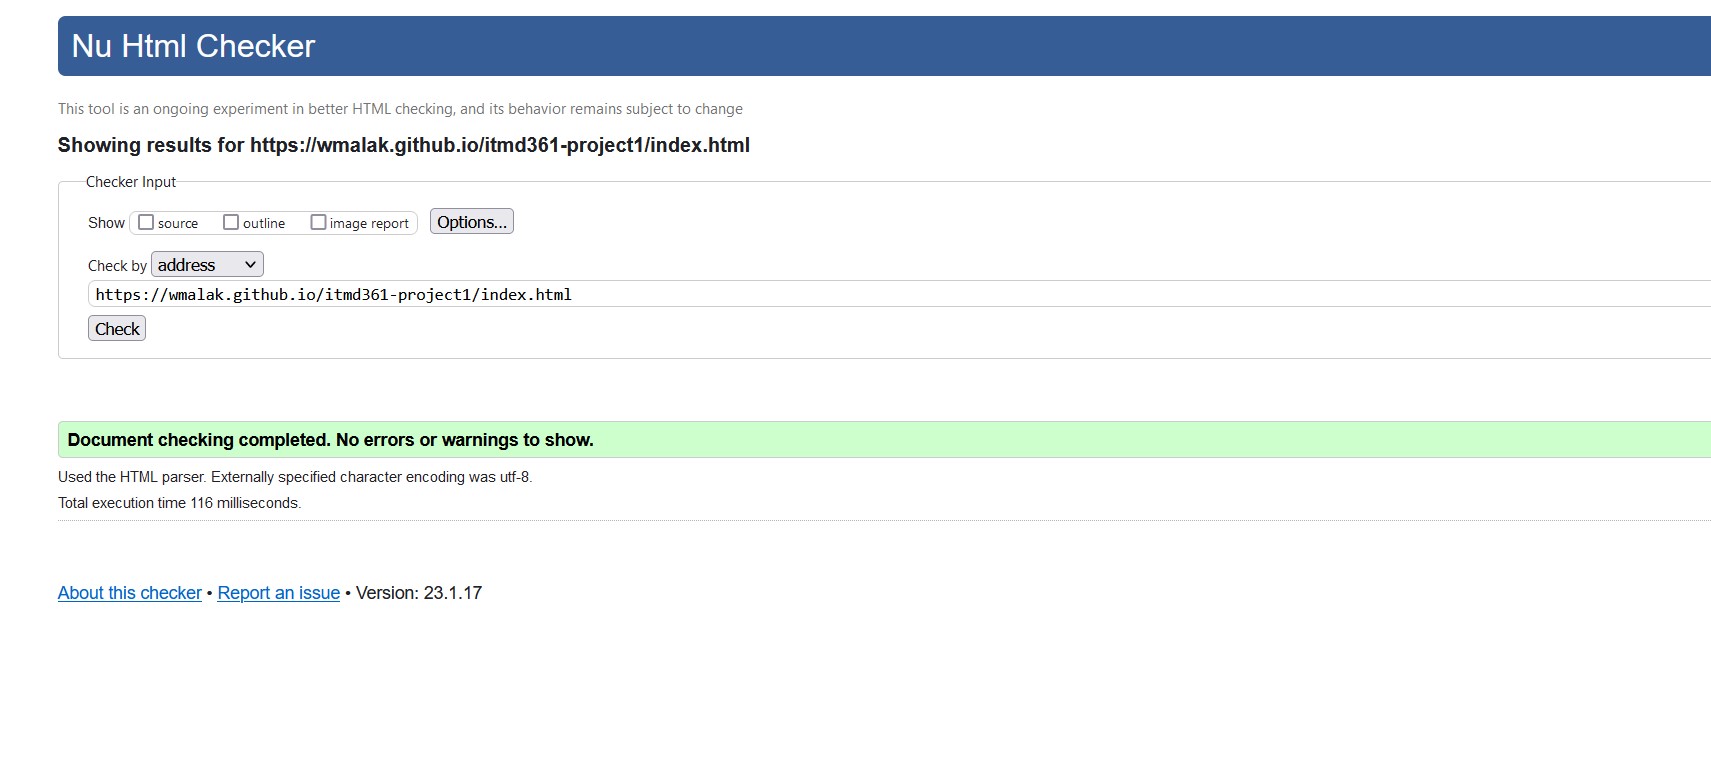 Nu Html Checker
This tool is an ongoing experiment in better HTML checking, and its behavior remains subject to change
Showing results for https://wmalak.github.io/itmd361-project1/index.html
Checker Input
Show source outline image report Options...
Check by address
https://wmalak.github.io/itmd361-project1/index.html
Check
Document checking completed. No errors or warnings to show.
Used the HTML parser. Externally specified character encoding was utf-8.
Total execution time 116 milliseconds.
About this checker • Report an issue • Version: 23.1.17